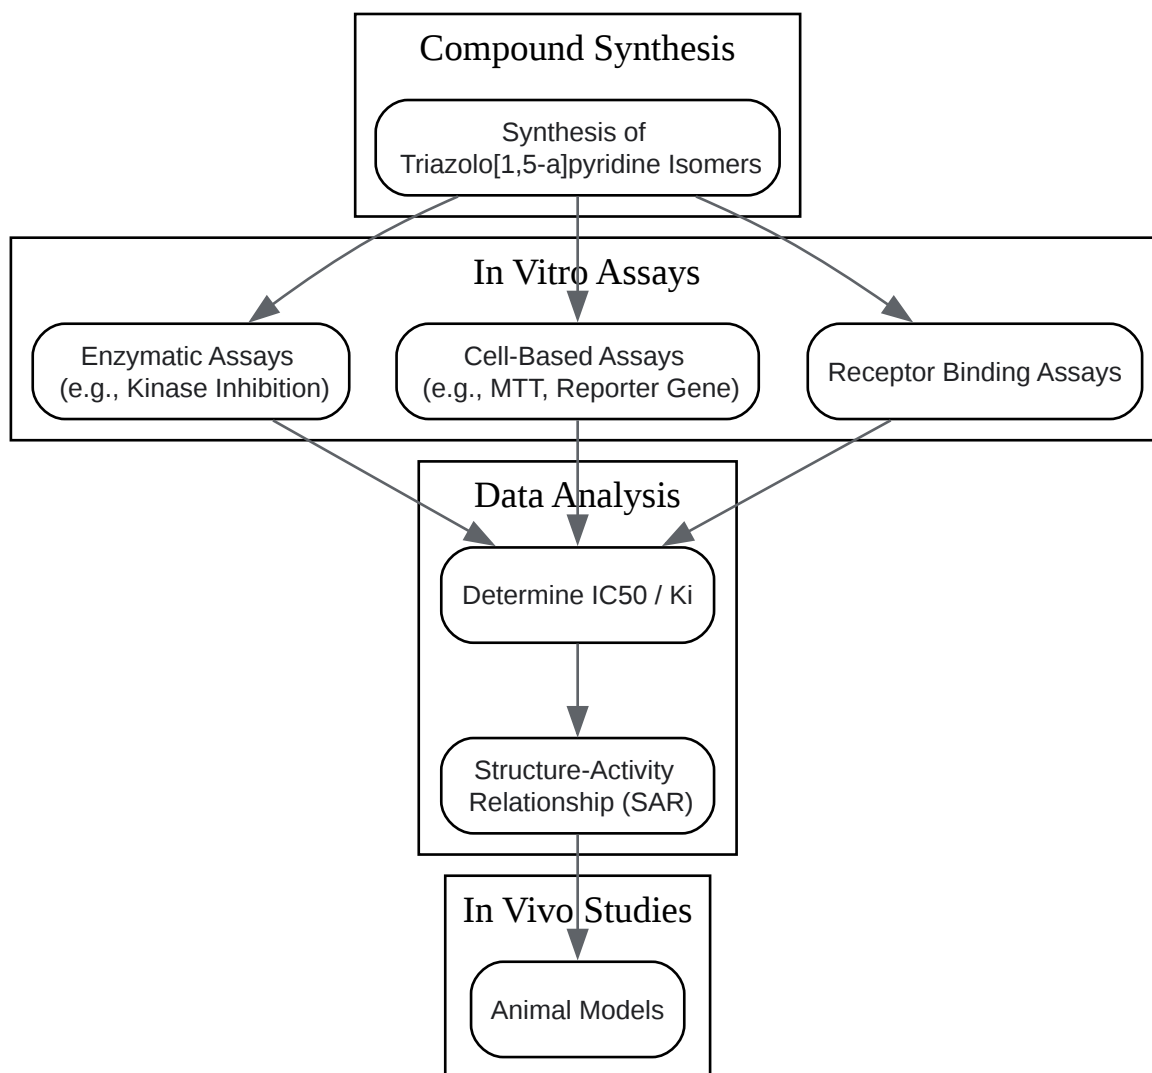 Compound Synthesis
Synthesis of
Triazolo[1,5-a]pyridine Isomers
In Vitro Assays
Enzymatic Assays
(e.g., Kinase Inhibition)
Cell-Based Assays
(e.g., MTT, Reporter Gene)
Receptor Binding Assays
Data Analysis
Determine IC50 / Ki
Structure-Activity
Relationship (SAR)
In Vivo Studies
Animal Models